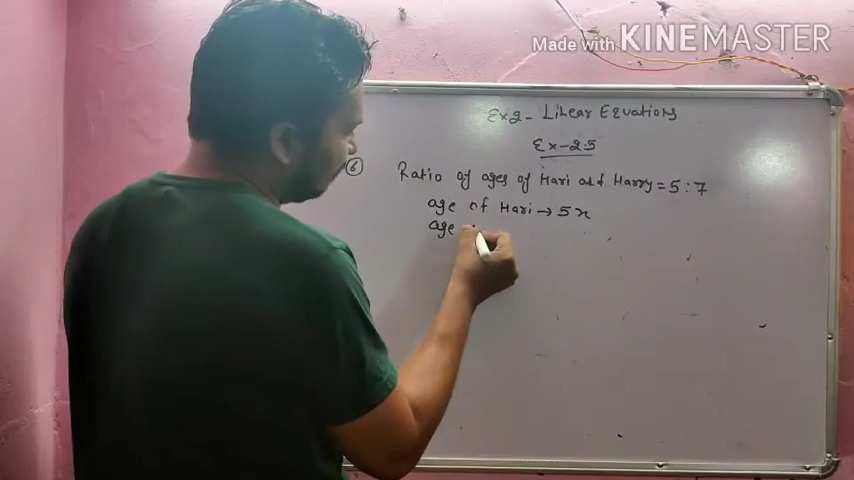 Made with KINEMASTER
Ex2- Linear Equations
Ex-2.5
6 Ratio of ages of Hari and Harry=5:7
age of Hari→5x
age